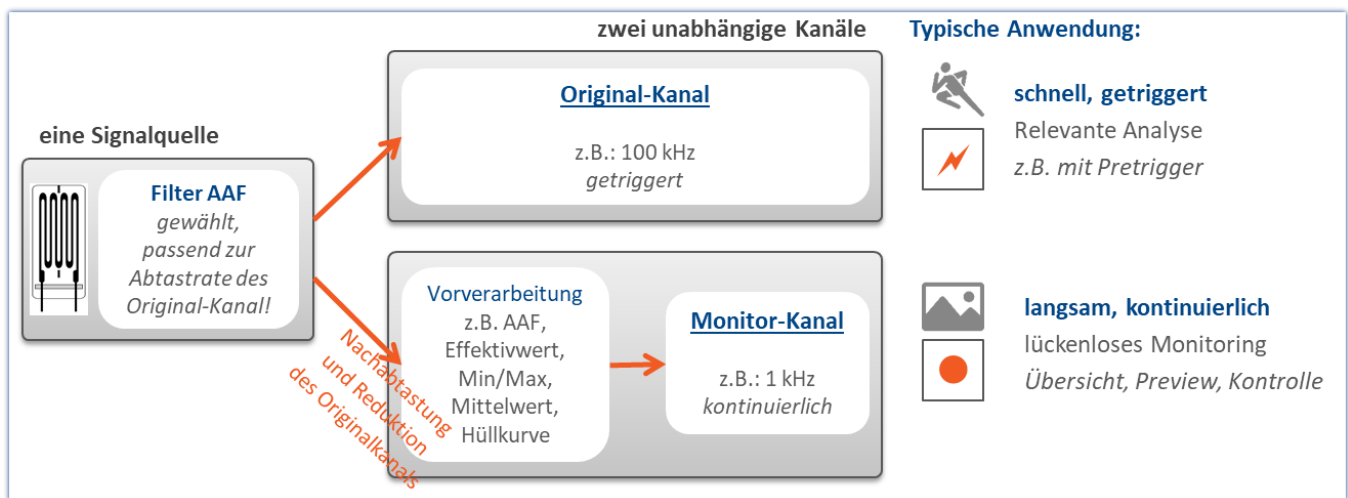 zwei unabhängige Kanäle
Typische Anwendung:
eine Signalquelle
Filter AAF
gewählt,
passend zur
Abtastrate des
Original-Kanal!
Original-Kanal
z.B.: 100 kHz
getriggert
schnell, getriggert
Relevante Analyse
z.B. mit Pretrigger
Nachabtastung
und Reduktion
des Originalkanals
Vorverarbeitung
z.B. AAF,
Effektivwert,
Min/Max,
Mittelwert,
Hüllkurve
Monitor-Kanal
z.B.: 1 kHz
kontinuierlich
langsam, kontinuierlich
lückenloses Monitoring
Übersicht, Preview, Kontrolle